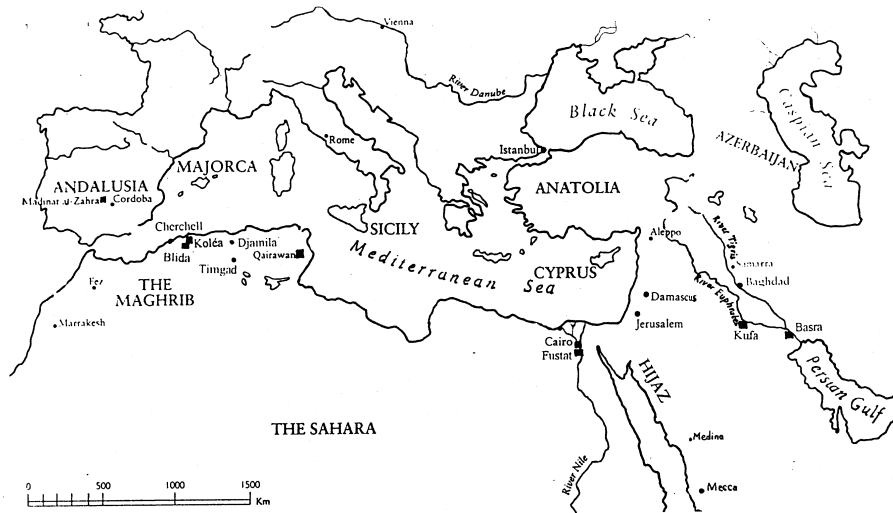 Vienna
River Danube
Black Sea
Caspian Sea
Rome
Istanbul
AZERBAIJAN
MAJORCA
ANDALUSIA
ANATOLIA
Madinat al-Zahra
Cordoba
SICILY
Cherchell
Koléa
Djamila
Blida
Timgad
Qairawan
Mediterranean Sea
CYPRUS
Aleppo
River Tigris
Samarra
Baghdad
River Euphrates
Fez
THE
MAGHRIB
Marrakesh
Damascus
Jerusalem
Kufa
Basra
Cairo
Fustat
Persian Gulf
HIJAZ
THE SAHARA
Medina
River Nile
Mecca
0 500 1000 1500
Km